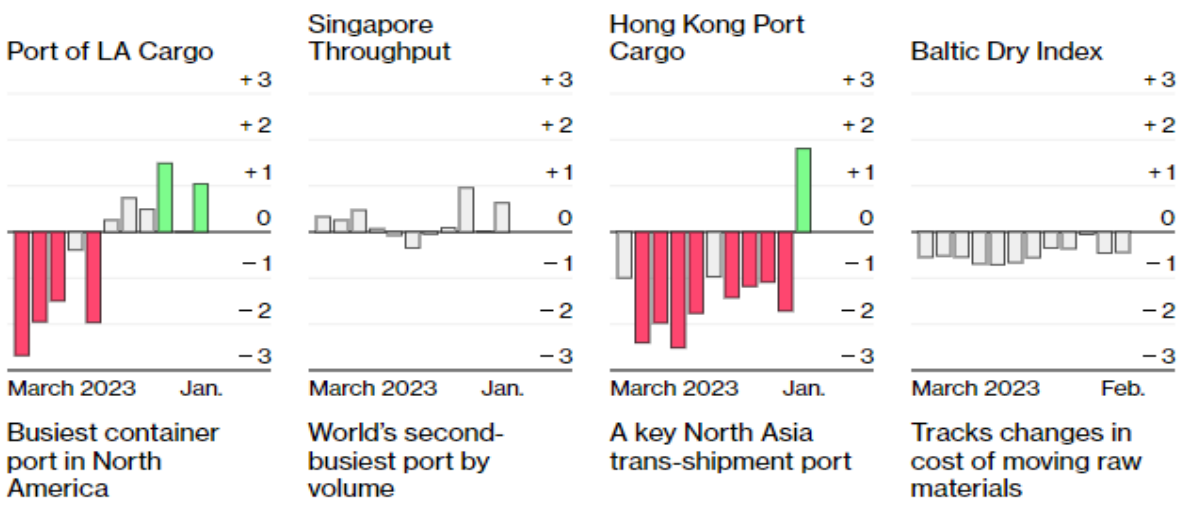 Port of LA Cargo
+3
+2
+1
0
−1
−2
−3
March 2023 Jan.
Busiest container
port in North
America
Singapore
Throughput
+3
+2
+1
0
−1
−2
−3
March 2023 Jan.
World’s second-
busiest port by
volume
Hong Kong Port
Cargo
+3
+2
+1
0
−1
−2
−3
March 2023 Jan.
A key North Asia
trans-shipment port
Baltic Dry Index
+3
+2
+1
0
−1
−2
−3
March 2023 Feb.
Tracks changes in
cost of moving raw
materials